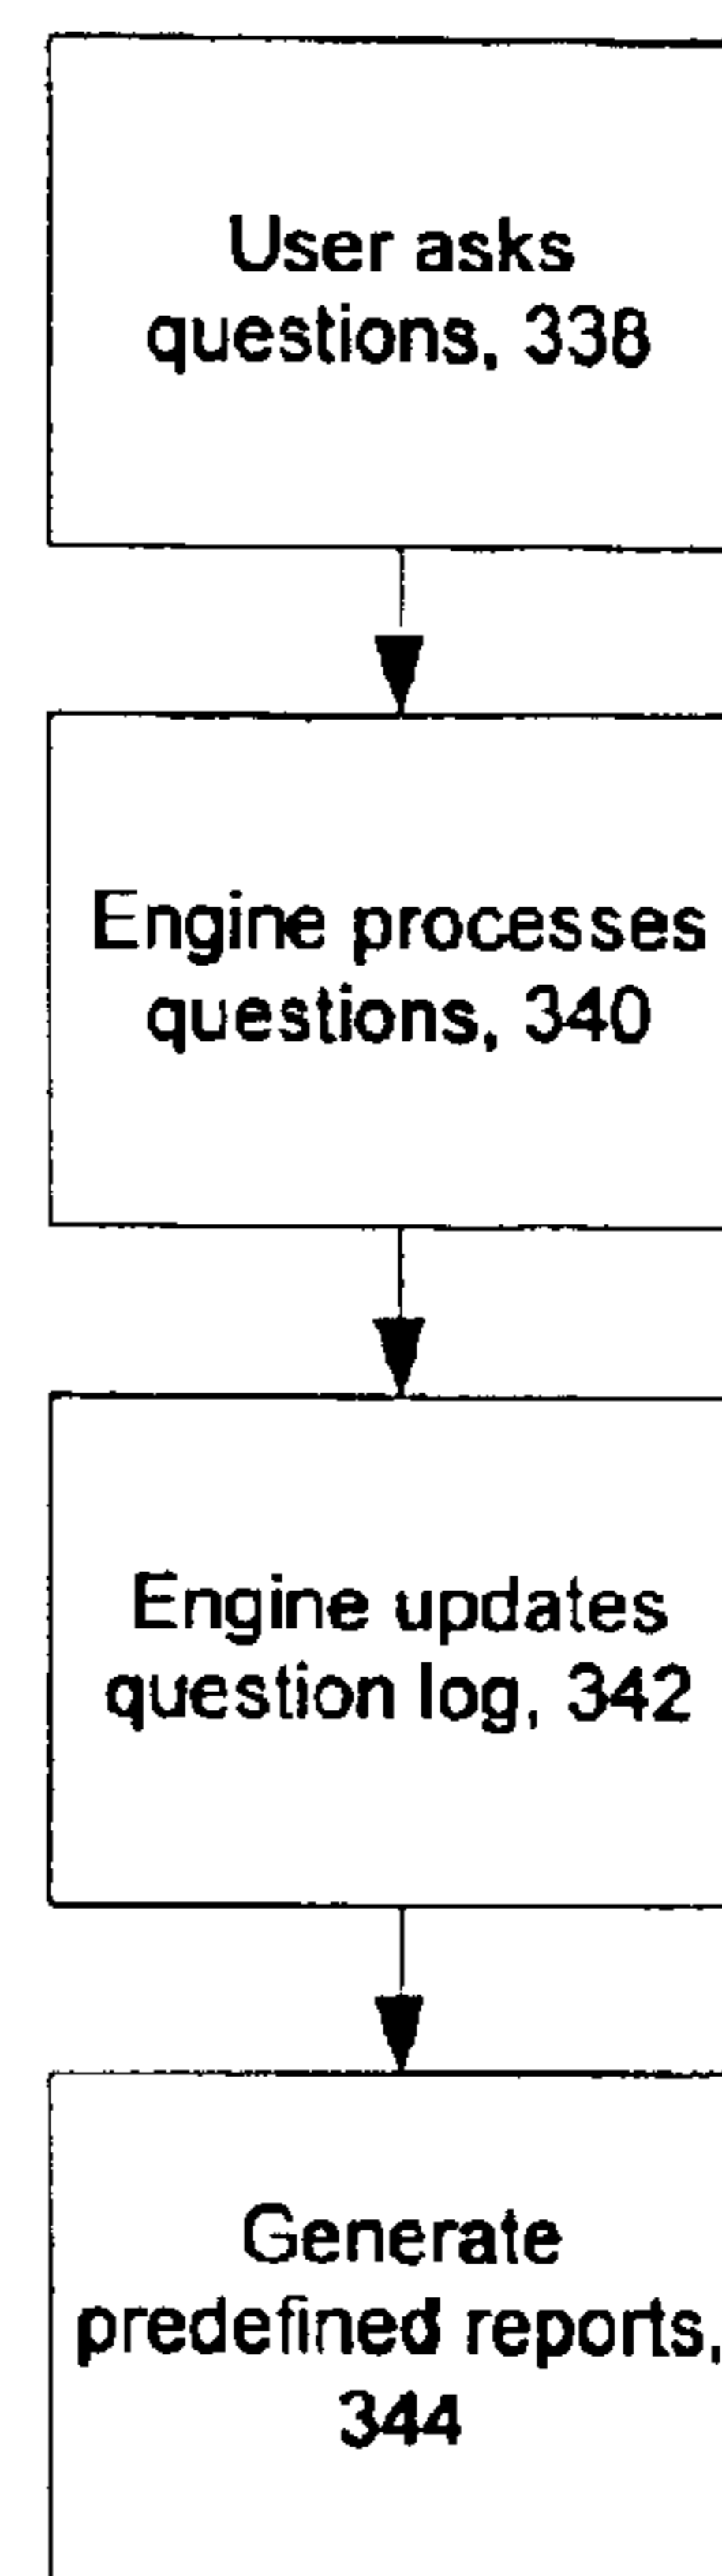 User asks
questions, 338
Engine processes
questions, 340
Engine updates
question log, 342
Generate
predefined reports,
344